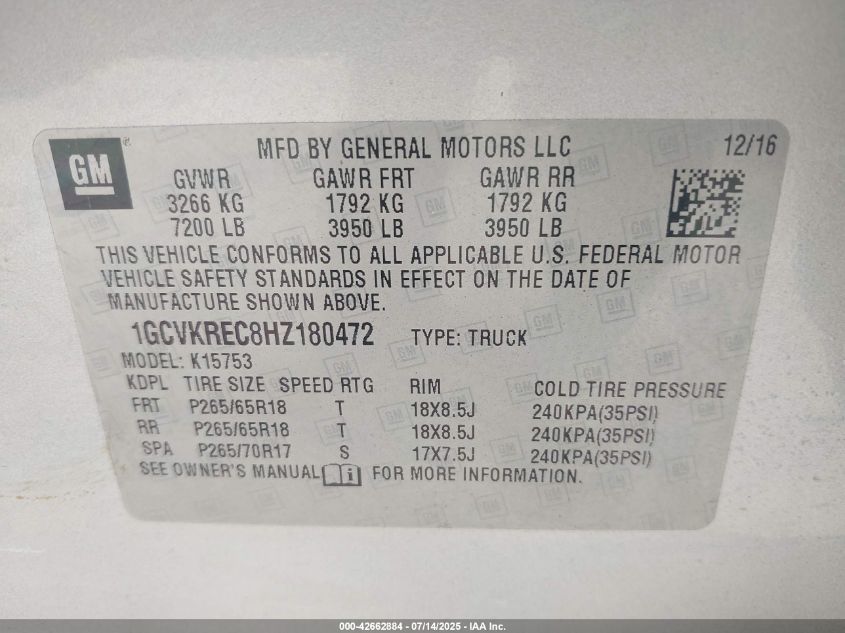 GM
MFD BY GENERAL MOTORS LLC 12/16
GVWR GAWR FRT GAWR RR
3266 KG 1792 KG 1792 KG
7200 LB 3950 LB 3950 LB
THIS VEHICLE CONFORMS TO ALL APPLICABLE U.S. FEDERAL MOTOR
VEHICLE SAFETY STANDARDS IN EFFECT ON THE DATE OF
MANUFACTURE SHOWN ABOVE.
1GCVKREC8HZ180472 TYPE: TRUCK
MODEL: K15753
KDPL TIRE SIZE SPEED RTG RIM COLD TIRE PRESSURE
FRT P265/65R18 T 18X8.5J 240KPA(35PSI)
RR P265/65R18 T 18X8.5J 240KPA(35PSI)
SPA P265/70R17 S 17X7.5J 240KPA(35PSI)
SEE OWNER'S MANUAL FOR MORE INFORMATION.
000-42662884 - 07/14/2025 - IAA Inc.